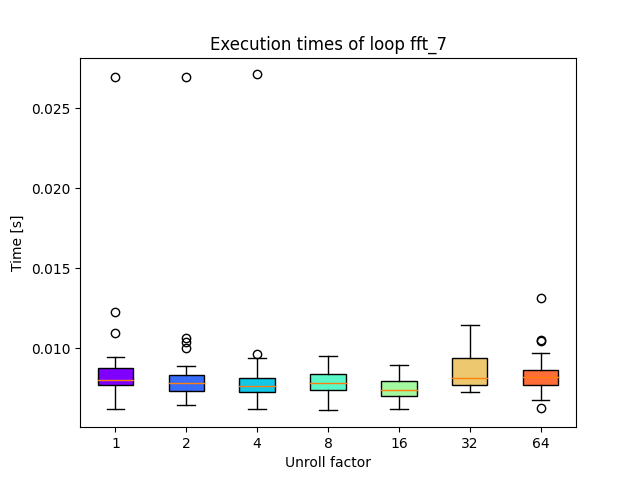 Execution times of loop fft_7
Time [s]
0.025
0.020
0.015
0.010
1 2 4 8 16 32 64
Unroll factor